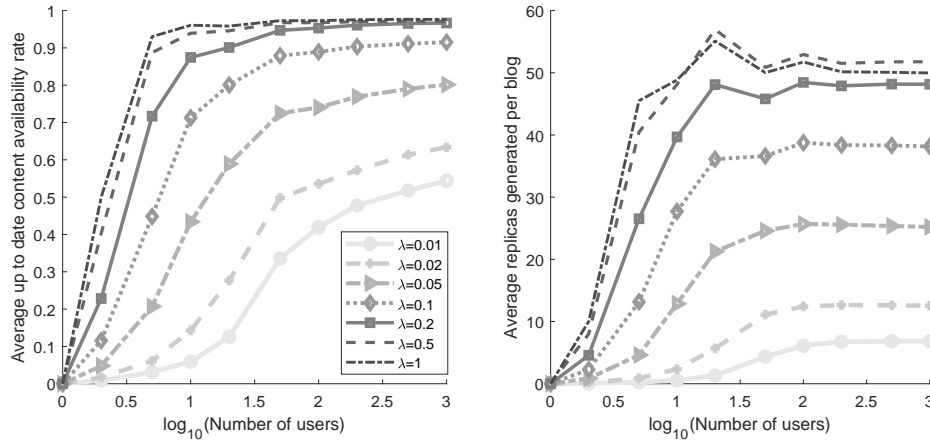 Average up to date content availability rate
1
0.9
0.8
0.7
0.6
0.5
0.4
0.3
0.2
0.1
0
0
0.5
1
1.5
2
2.5
3
log10(Number of users)
λ=0.01
λ=0.02
λ=0.05
λ=0.1
λ=0.2
λ=0.5
λ=1
Average replicas generated per blog
60
50
40
30
20
10
0
0
0.5
1
1.5
2
2.5
3
log10(Number of users)